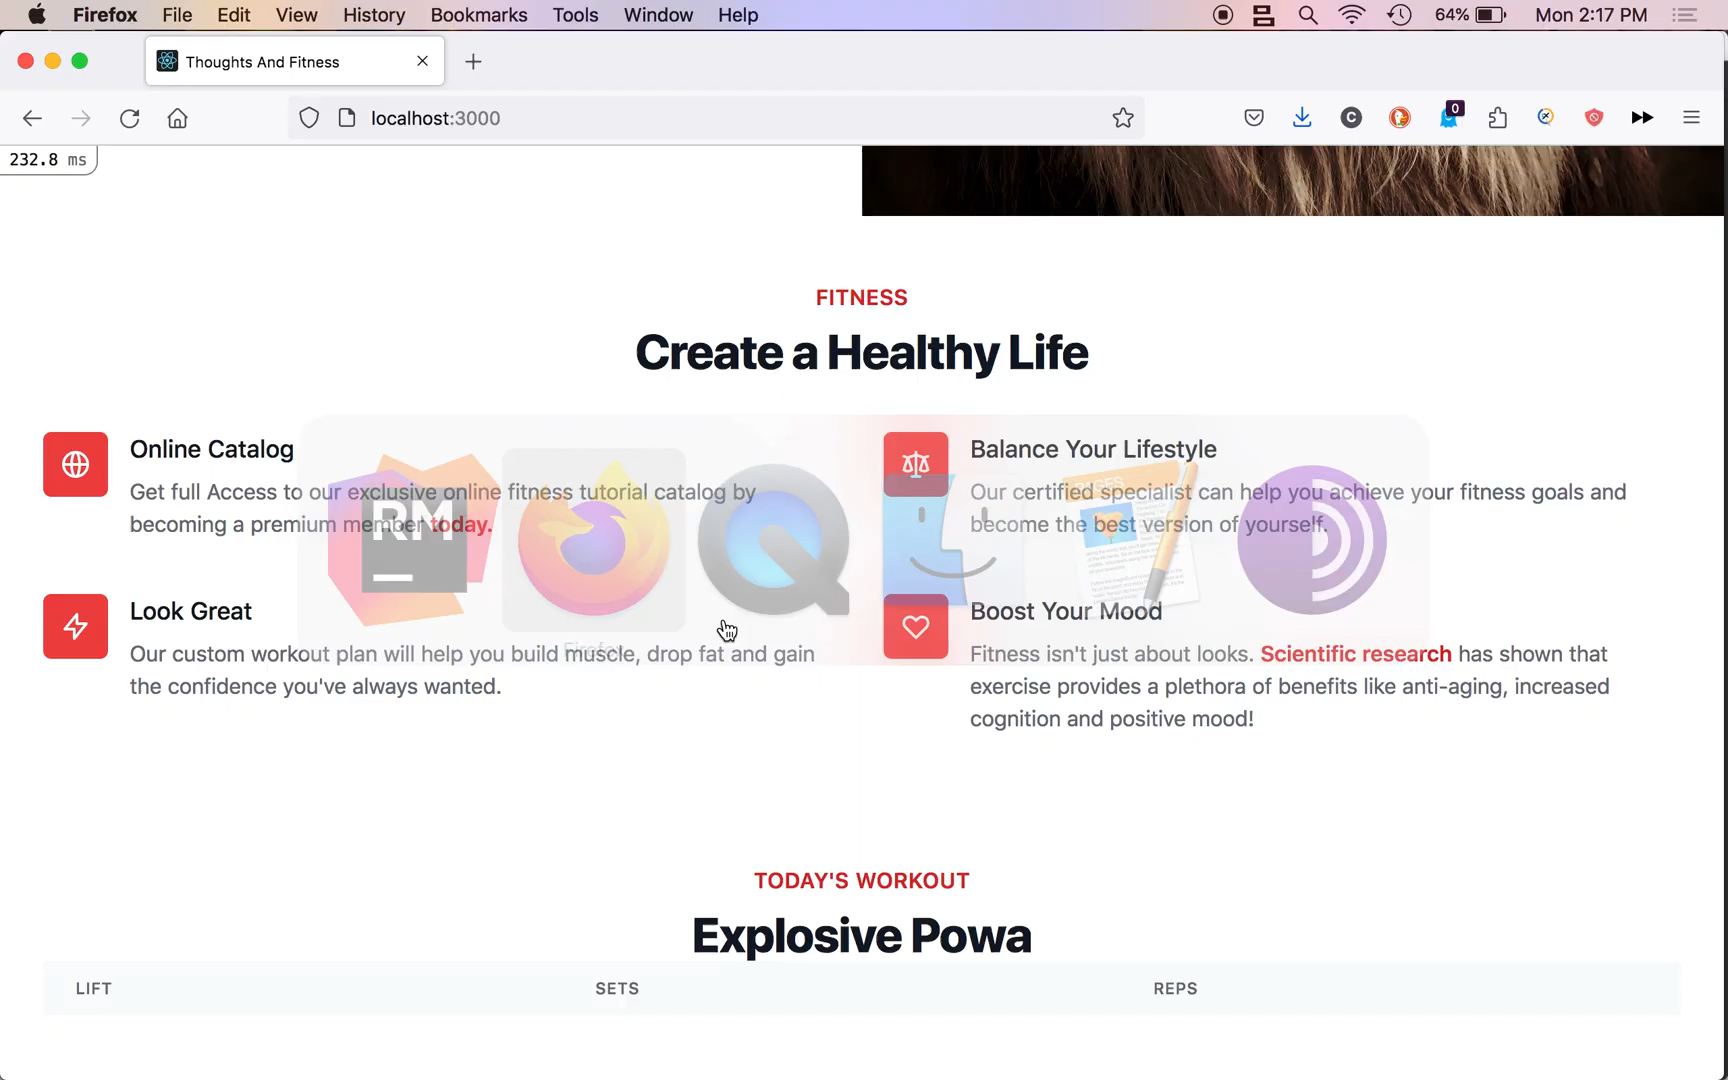 Firefox File Edit View History Bookmarks Tools Window Help 64% Mon 2:17 PM
Thoughts And Fitness
localhost:3000
C 0
232.8 ms
FITNESS
Create a Healthy Life
Online Catalog
Get full Access to our exclusive online fitness tutorial catalog by
becoming a premium member today.
Balance Your Lifestyle
Our certified specialist can help you achieve your fitness goals and
become the best version of yourself.
RM
PAGES
Look Great
Our custom workout plan will help you build muscle, drop fat and gain
the confidence you've always wanted.
Firefox
Boost Your Mood
Fitness isn't just about looks. Scientific research has shown that
exercise provides a plethora of benefits like anti-aging, increased
cognition and positive mood!
TODAY'S WORKOUT
Explosive Powa
LIFT SETS REPS